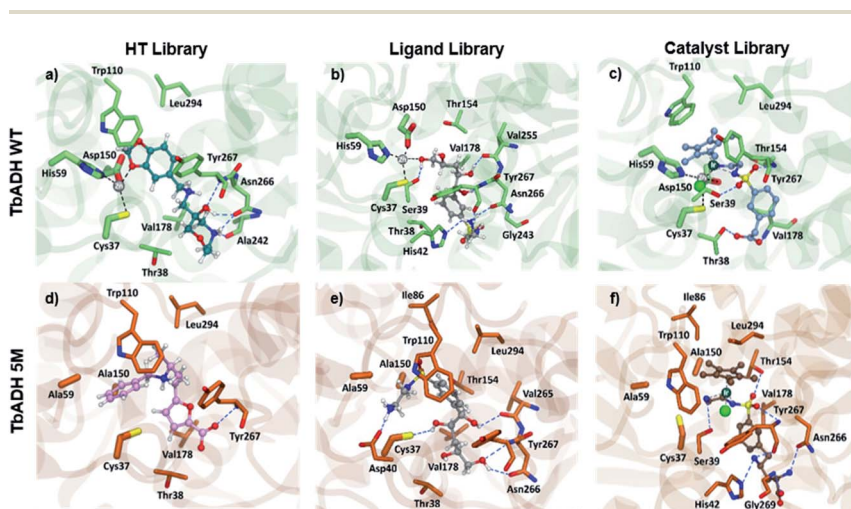 HT Library
Ligand Library
Catalyst Library
TbADH WT
a)
Trp110
Leu294
Asp150
Tyr267
His59
Asn266
Val178
Cys37
Ala242
Thr38
b)
Asp150
Thr154
Val255
His59
Val178
Tyr267
Cys37
Ser39
Asn266
Thr38
His42
Gly243
c)
Trp110
Leu294
Thr154
His59
Tyr267
Asp150
Ser39
Cys37
Val178
Thr38
TbADH 5M
d)
Trp110
Leu294
Ala150
Ala59
Cys37
Val178
Tyr267
Thr38
e)
Ile86
Trp110
Leu294
Ala150
Thr154
Ala59
Val265
Cys37
Tyr267
Asp40
Val178
Asn266
Thr38
f)
Ile86
Trp110
Leu294
Ala150
Thr154
Ala59
Val178
Tyr267
Cys37
Ser39
Asn266
His42
Gly269